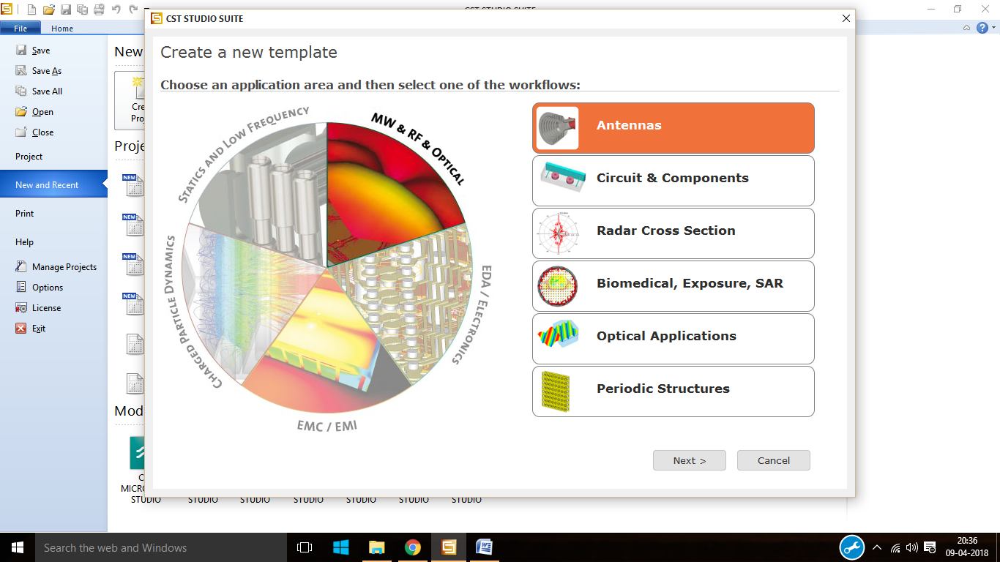 CST STUDIO SUITE
File
Home
Save
Save As
Save All
Open
Close
Project
New and Recent
Print
Help
Manage Projects
Options
License
Exit
New
Cre
Pro
Proje
NEW
NEW
NEW
NEW
Mod
C
MICRO
STUDIO
STUDIO
STUDIO
STUDIO
STUDIO
STUDIO
STUDIO
CST STUDIO SUITE
Create a new template
Choose an application area and then select one of the workflows:
MW & RF & OPTICAL
EDA / ELECTRONICS
EMC / EMI
CHARGED PARTICLE DYNAMICS
STATICS AND LOW FREQUENCY
Antennas
Circuit & Components
Radar Cross Section
Biomedical, Exposure, SAR
Optical Applications
Periodic Structures
Next >
Cancel
Search the web and Windows
20:36
09-04-2018